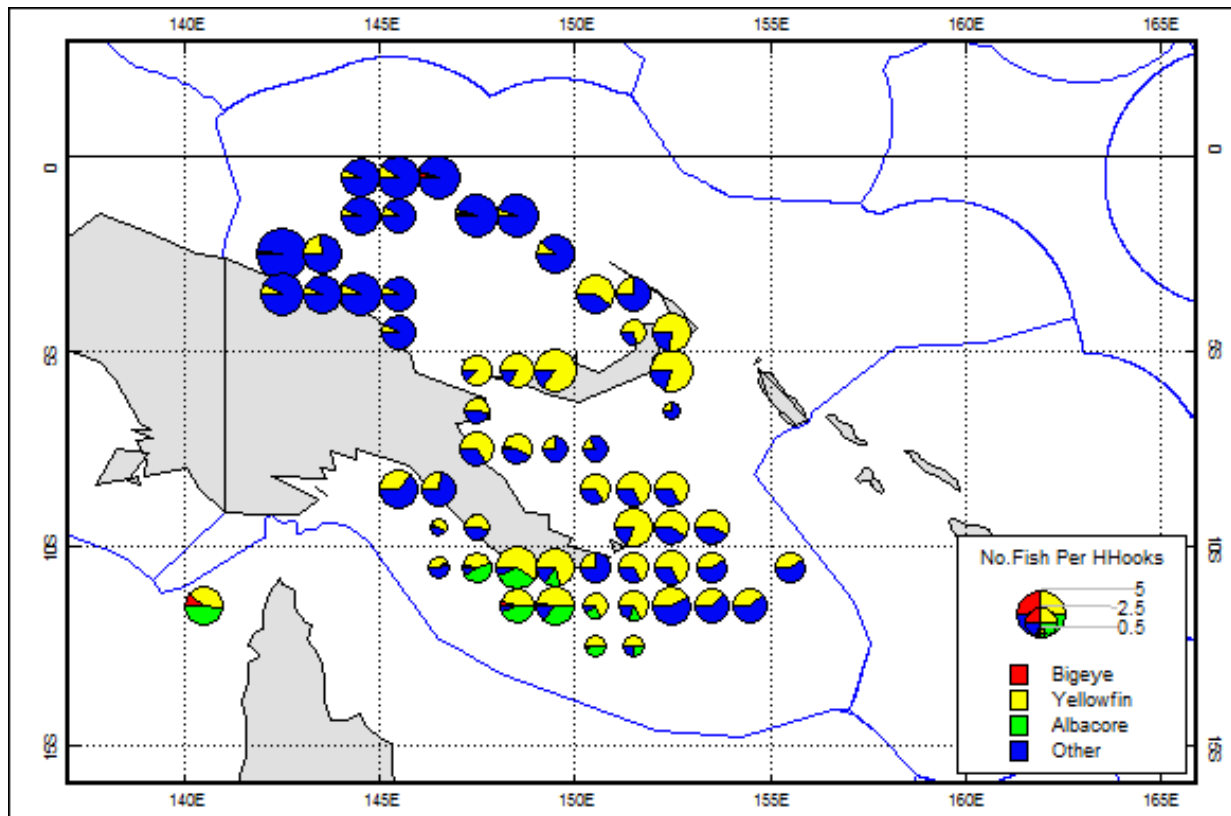 140E 145E 150E 155E 160E 165E
0 0
5S 5S
10S 10S
No.Fish Per HHooks
5
2.5
0.5
Bigeye
Yellowfin
Albacore
Other
15S 15S
140E 145E 150E 155E 160E 165E